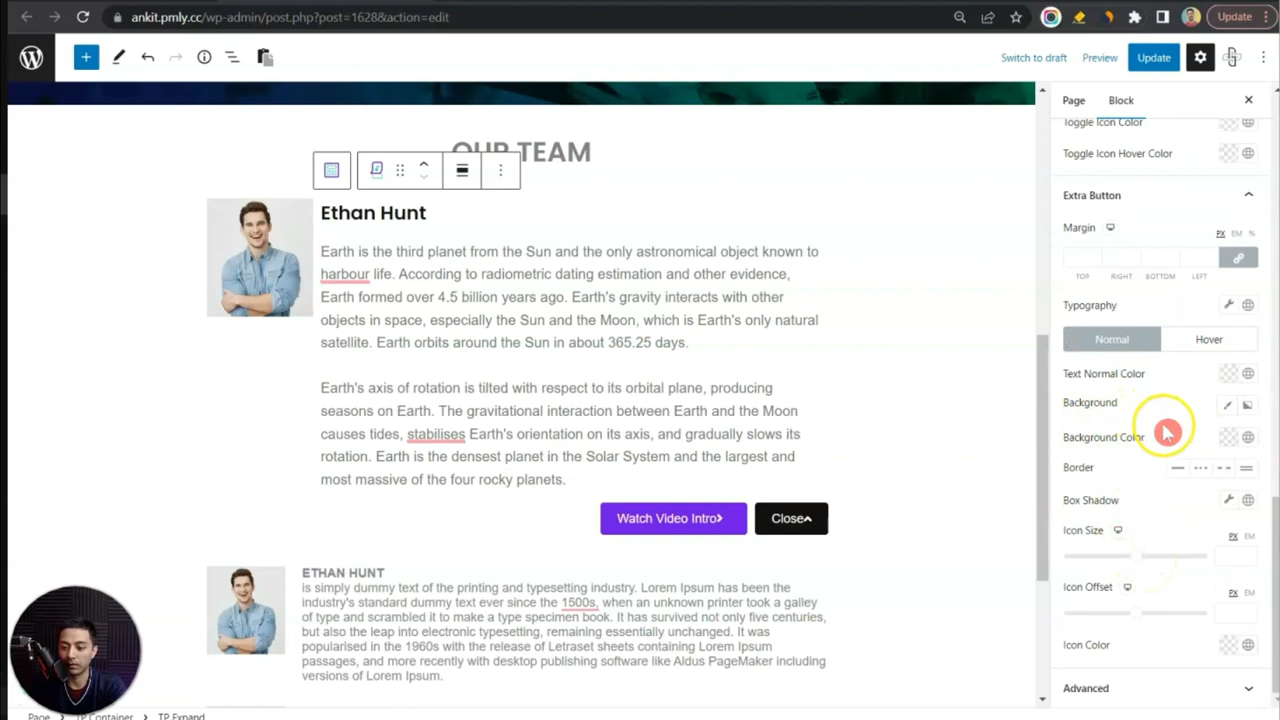 ankit.pmly.cc/wp-admin/post.php?post=1628&action=edit
Update
Switch to draft
Preview
Update
OUR TEAM
Ethan Hunt
Earth is the third planet from the Sun and the only astronomical object known to
harbour life. According to radiometric dating estimation and other evidence,
Earth formed over 4.5 billion years ago. Earth's gravity interacts with other
objects in space, especially the Sun and the Moon, which is Earth's only natural
satellite. Earth orbits around the Sun in about 365.25 days.
Earth's axis of rotation is tilted with respect to its orbital plane, producing
seasons on Earth. The gravitational interaction between Earth and the Moon
causes tides, stabilises Earth's orientation on its axis, and gradually slows its
rotation. Earth is the densest planet in the Solar System and the largest and
most massive of the four rocky planets.
Watch Video Intro
Close
ETHAN HUNT
is simply dummy text of the printing and typesetting industry. Lorem Ipsum has been the
industry's standard dummy text ever since the 1500s, when an unknown printer took a galley
of type and scrambled it to make a type specimen book. It has survived not only five centuries,
but also the leap into electronic typesetting, remaining essentially unchanged. It was
popularised in the 1960s with the release of Letraset sheets containing Lorem Ipsum
passages, and more recently with desktop publishing software like Aldus PageMaker including
versions of Lorem Ipsum.
Page
TP Container
TP Expand
Page
Block
Toggle Icon Color
Toggle Icon Hover Color
Extra Button
Margin
PX EM %
TOP RIGHT BOTTOM LEFT
Typography
Normal
Hover
Text Normal Color
Background
Background Color
Border
Box Shadow
Icon Size
PX EM
Icon Offset
PX EM
Icon Color
Advanced